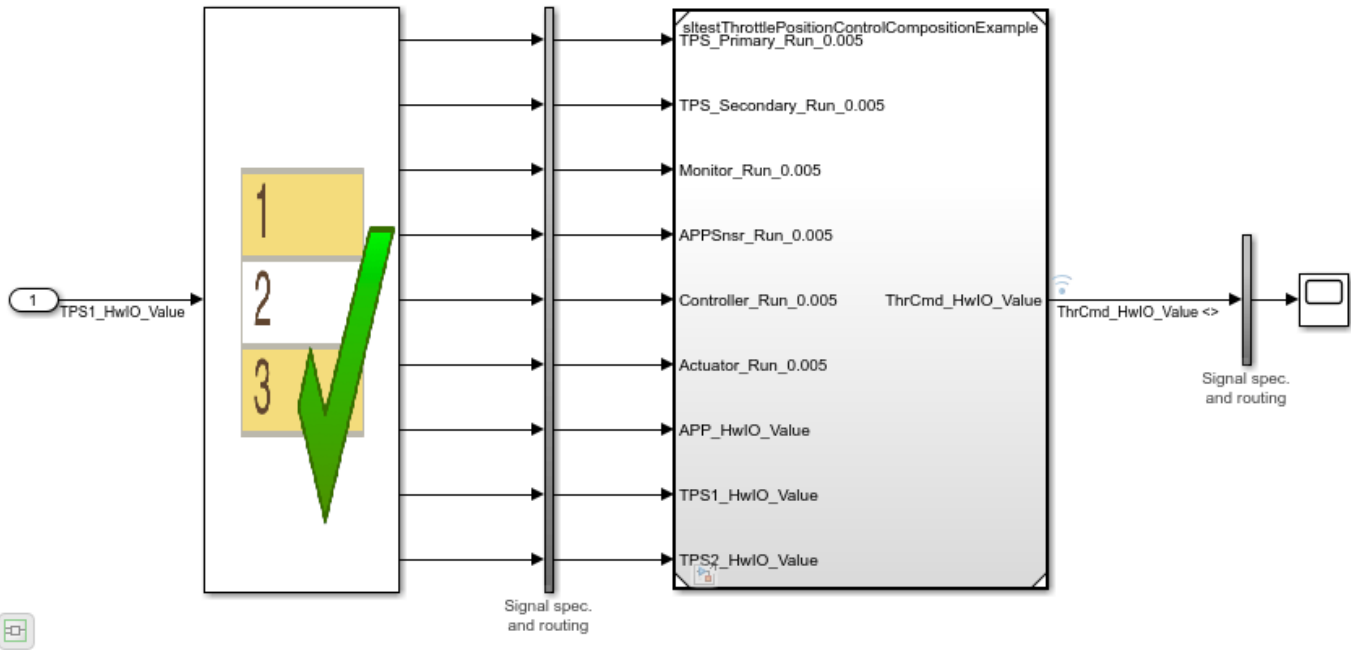 sltestThrottlePositionControlCompositionExample
TPS_Primary_Run_0.005
TPS_Secondary_Run_0.005
Monitor_Run_0.005
1
APPSnsr_Run_0.005
2
1
TPS1_HwIO_Value
Controller_Run_0.005
ThrCmd_HwIO_Value
ThrCmd_HwIO_Value <>
3
Actuator_Run_0.005
Signal spec.
and routing
APP_HwIO_Value
TPS1_HwIO_Value
TPS2_HwIO_Value
Signal spec.
and routing